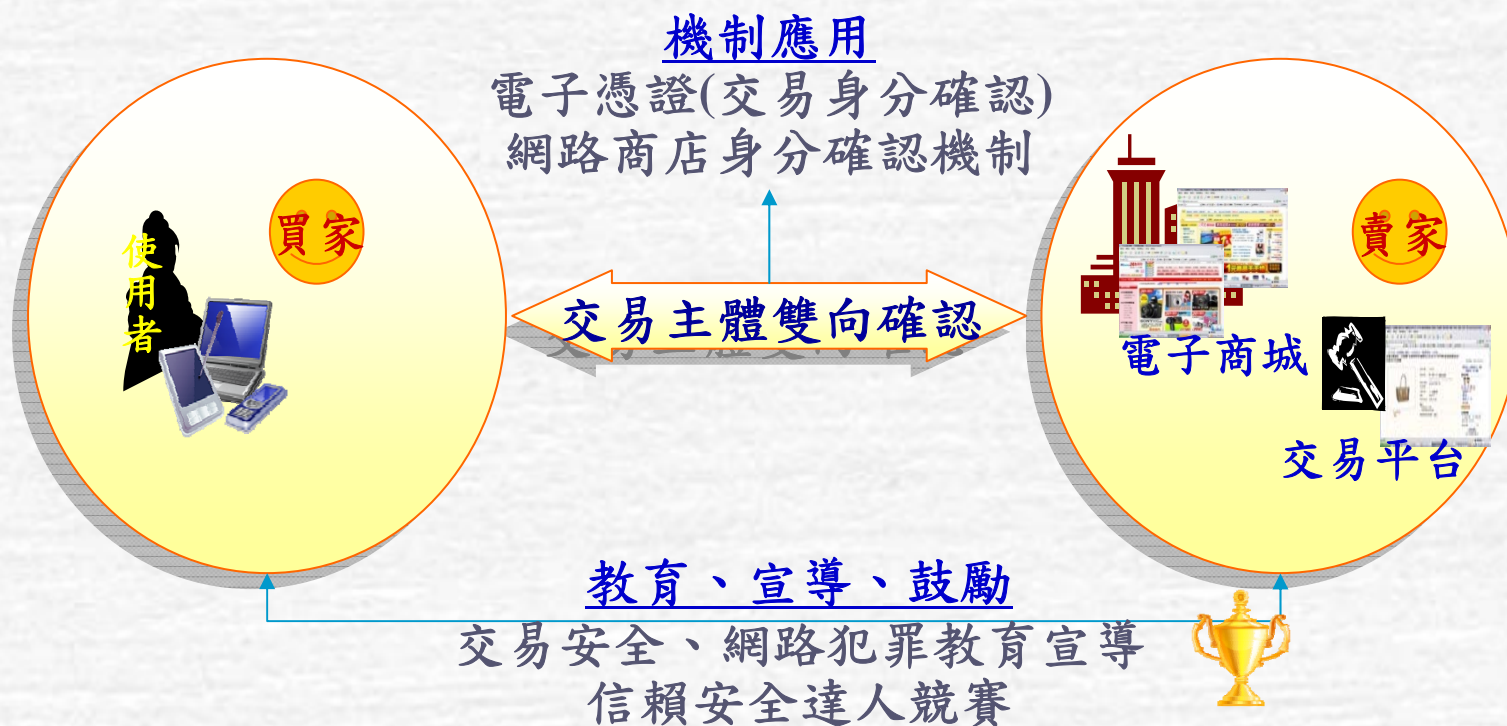 機制應用
電子憑證(交易身分確認)
網路商店身分確認機制
使用者
買家
賣家
交易主體雙向確認
電子商城
交易平台
教育、宣導、鼓勵
交易安全、網路犯罪教育宣導
信賴安全達人競賽